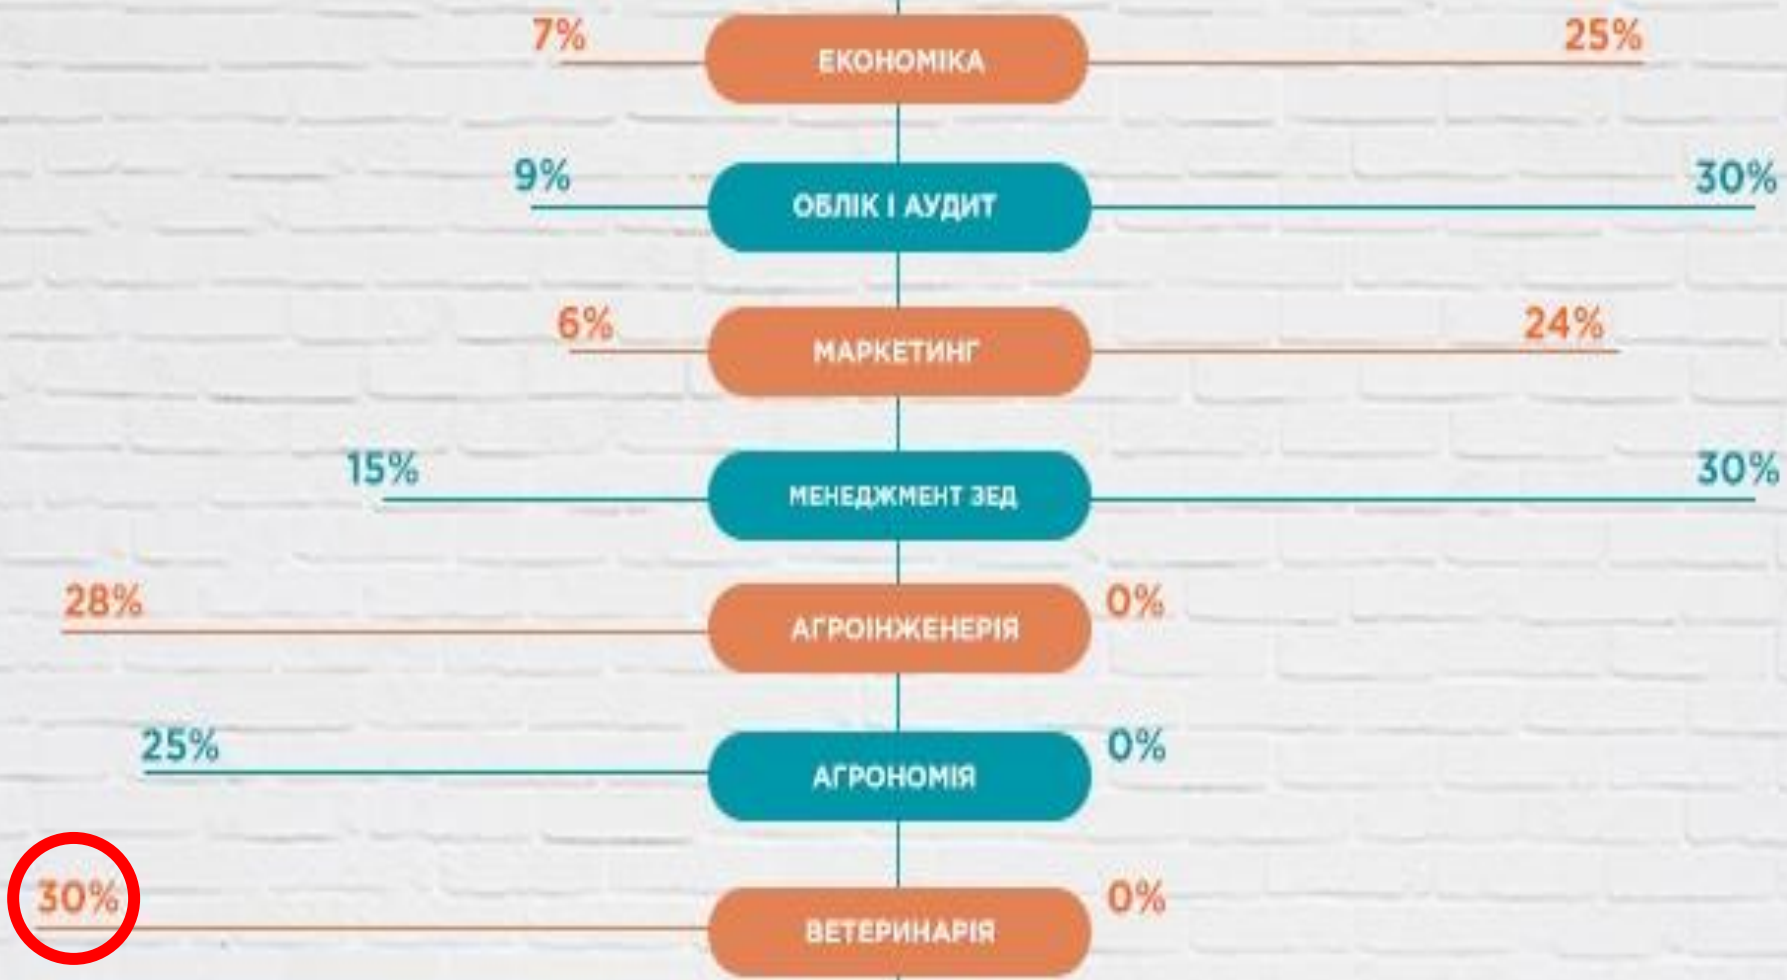 7% ЕКОНОМІКА 25%
9% ОБЛІК І АУДИТ 30%
6% МАРКЕТИНГ 24%
15% МЕНЕДЖМЕНТ ЗЕД 30%
28% АГРОІНЖЕНЕРІЯ 0%
25% АГРОНОМІЯ 0%
30% ВЕТЕРИНАРІЯ 0%